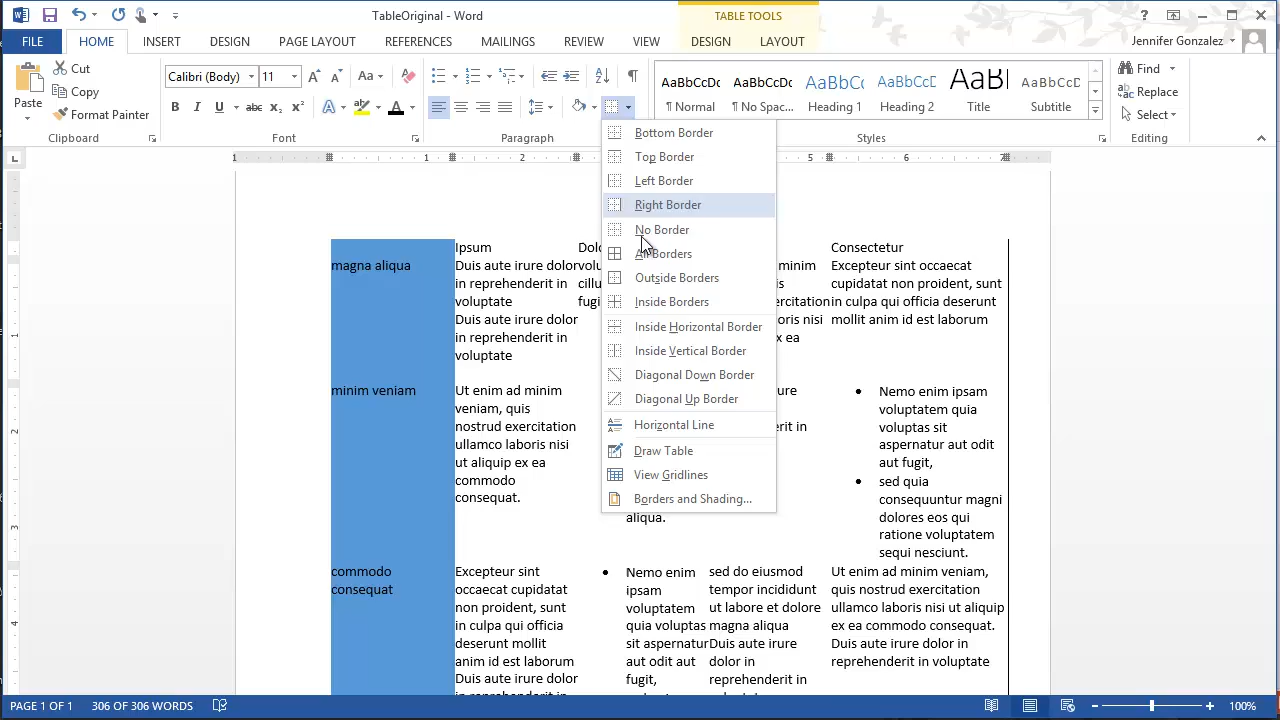 TableOriginal - Word
TABLE TOOLS
?
FILE
HOME
INSERT
DESIGN
PAGE LAYOUT
REFERENCES
MAILINGS
REVIEW
VIEW
DESIGN
LAYOUT
Jennifer Gonzalez
Paste
Cut
Copy
Format Painter
Clipboard
Calibri (Body)
11
Font
Paragraph
AaBbCcDc
¶ Normal
AaBbCcDc
¶ No Spac...
AaBbCc
Heading 1
AaBbCcD
Heading 2
AaBl
Title
AaBbCcD
Subtitle
Styles
Find
Replace
Select
Editing
1 1 2 5 6 7
Bottom Border
Top Border
Left Border
Right Border
No Border
All Borders
Outside Borders
Inside Borders
Inside Horizontal Border
Inside Vertical Border
Diagonal Down Border
Diagonal Up Border
Horizontal Line
Draw Table
View Gridlines
Borders and Shading...
Ipsum
Consectetur
magna aliqua
Duis aute irure dolor
in reprehenderit in
voluptate
Duis aute irure dolor
in reprehenderit in
voluptate
Excepteur sint occaecat
cupidatat non proident, sunt
in culpa qui officia deserunt
mollit anim id est laborum
minim veniam
Ut enim ad minim
veniam, quis
nostrud exercitation
ullamco laboris nisi
ut aliquip ex ea
commodo
consequat.
aliqua.
• Nemo enim ipsam
voluptatem quia
voluptas sit
aspernatur aut odit
aut fugit,
• sed quia
consequuntur magni
dolores eos qui
ratione voluptatem
sequi nesciunt.
commodo
consequat
Excepteur sint
occaecat cupidatat
non proident, sunt
in culpa qui officia
deserunt mollit
anim id est laborum
Duis aute irure dolor
• Nemo enim
ipsam
voluptatem
quia voluptas
sit aspernatur
aut odit aut
fugit,
sed do eiusmod
tempor incididunt
ut labore et dolore
magna aliqua
Duis aute irure
dolor in
reprehenderit in
Ut enim ad minim veniam,
quis nostrud exercitation
ullamco laboris nisi ut aliquip
ex ea commodo consequat.
Duis aute irure dolor in
reprehenderit in voluptate
PAGE 1 OF 1
306 OF 306 WORDS
100%